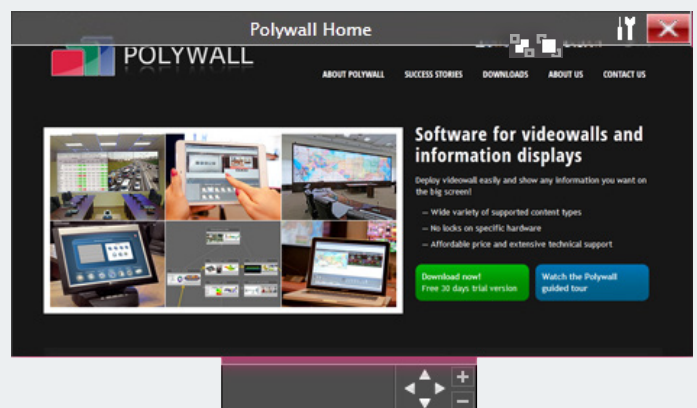 Polywall Home
POLYWALL
ABOUT POLYWALL SUCCESS STORIES DOWNLOADS ABOUT US CONTACT US
Software for videowalls and
information displays
Deploy videowall easily and show any information you want on
the big screen!
— Wide variety of supported content types
— No locks on specific hardware
— Affordable price and extensive technical support
Download now!
Free 30 days trial version
Watch the Polywall
guided tour